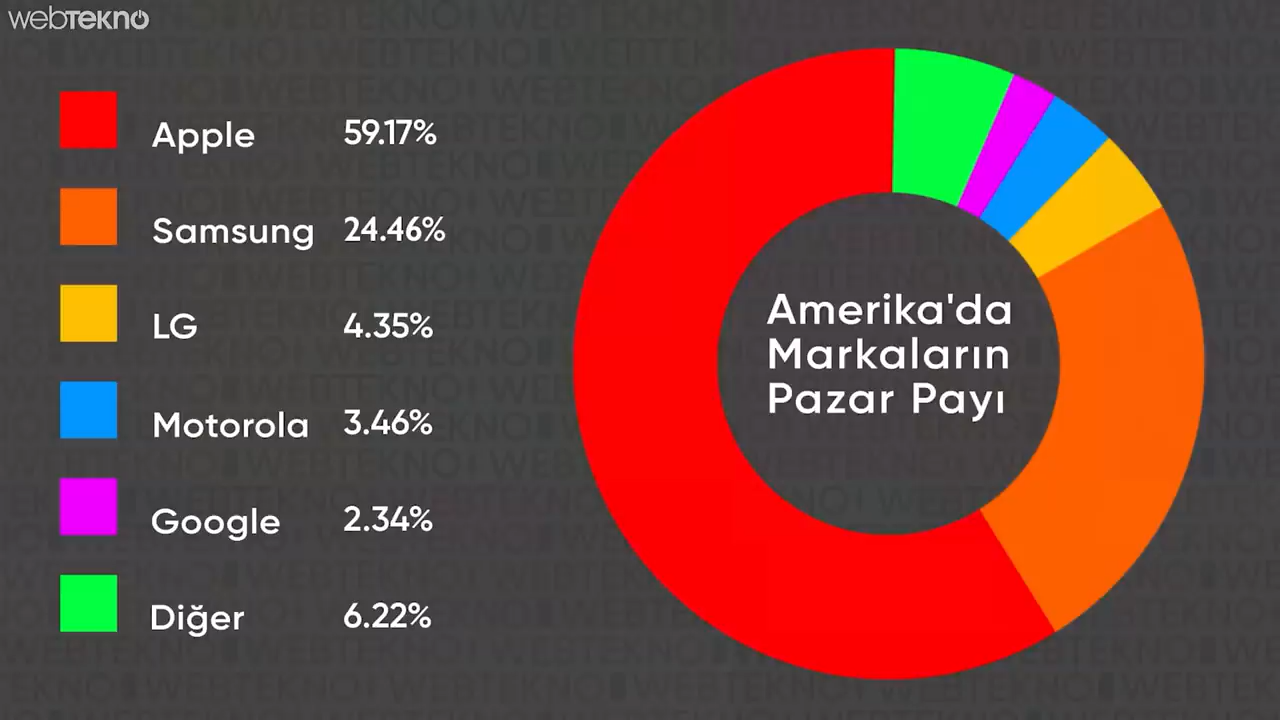 webtekno
Apple 59.17%
Samsung 24.46%
LG 4.35%
Motorola 3.46%
Google 2.34%
Diğer 6.22%
Amerika'da
Markaların
Pazar Payı